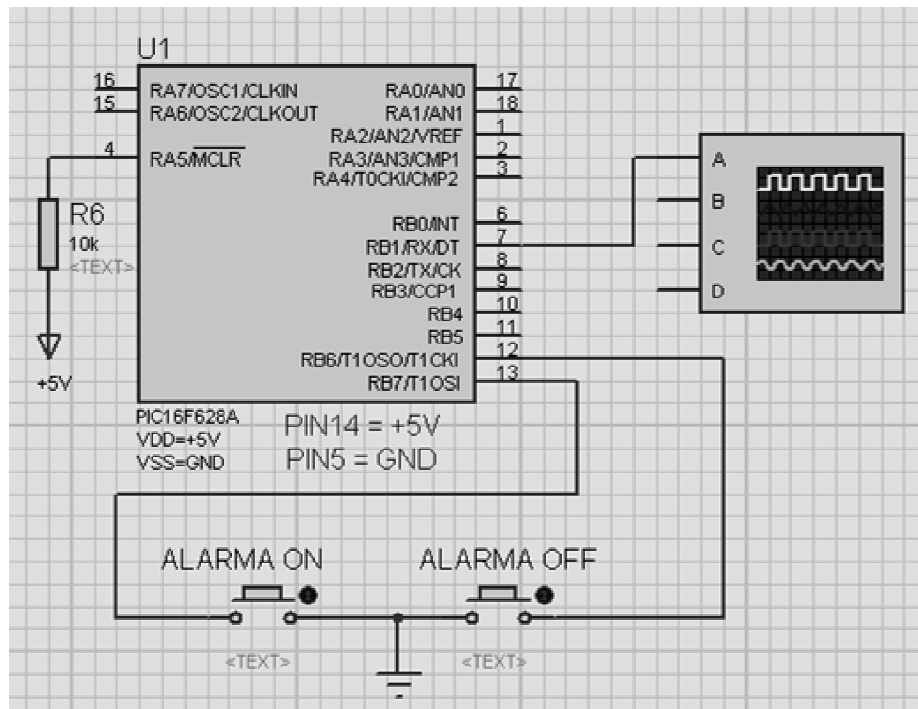 U1
16 RA7/OSC1/CLKIN RA0/AN0 17
15 RA6/OSC2/CLKOUT RA1/AN1 18
RA2/AN2/VREF 1
4 RA5/MCLR RA3/AN3/CMP1 2
RA4/T0CKI/CMP2 3
RB0/INT 6
RB1/RX/DT 7
RB2/TX/CK 8
RB3/CCP1 9
RB4 10
RB5 11
RB6/T1OSO/T1CKI 12
RB7/T1OSI 13
R6
10k
<TEXT>
+5V
A
B
C
D
PIC16F628A
VDD=+5V
VSS=GND
PIN14 = +5V
PIN5 = GND
ALARMA ON ALARMA OFF
<TEXT> <TEXT>